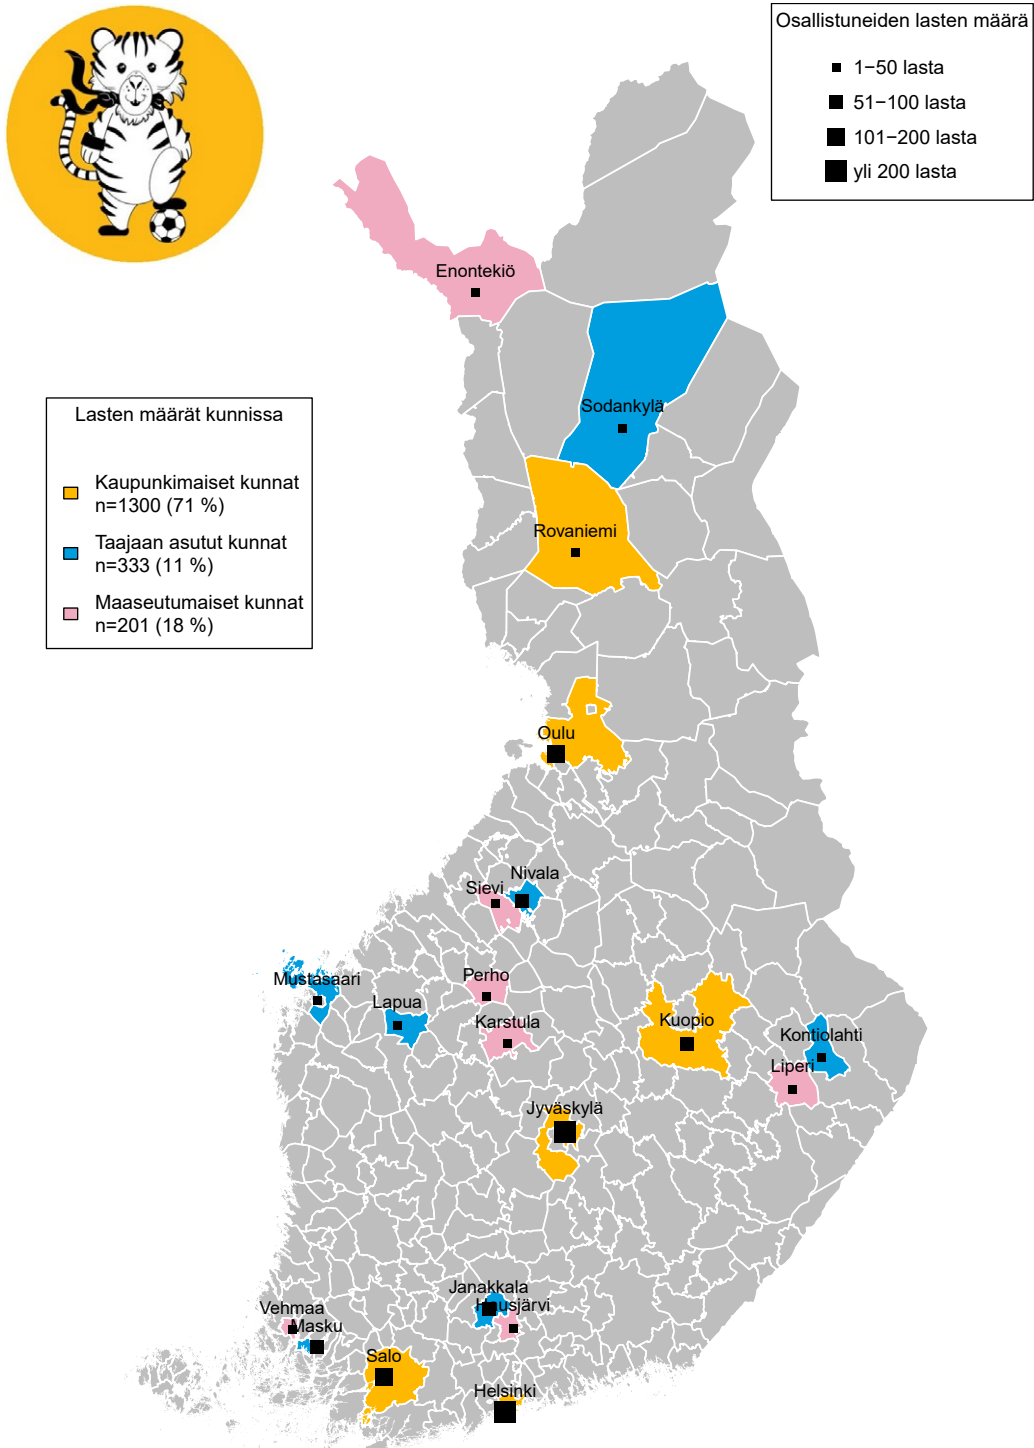 Osallistuneiden lasten määrä
1−50 lasta
51−100 lasta
101−200 lasta
yli 200 lasta
Enontekiö
Sodankylä
Lasten määrät kunnissa
Kaupunkimaiset kunnat
n=1300 (71 %)
Taajaan asutut kunnat
n=333 (11 %)
Maaseutumaiset kunnat
n=201 (18 %)
Rovaniemi
Oulu
Nivala
Sievi
Mustasaari
Perho
Lapua
Karstula
Kuopio
Kontiolahti
Liperi
Jyväskylä
Janakkala
Hausjärvi
Vehmaa
Masku
Salo
Helsinki